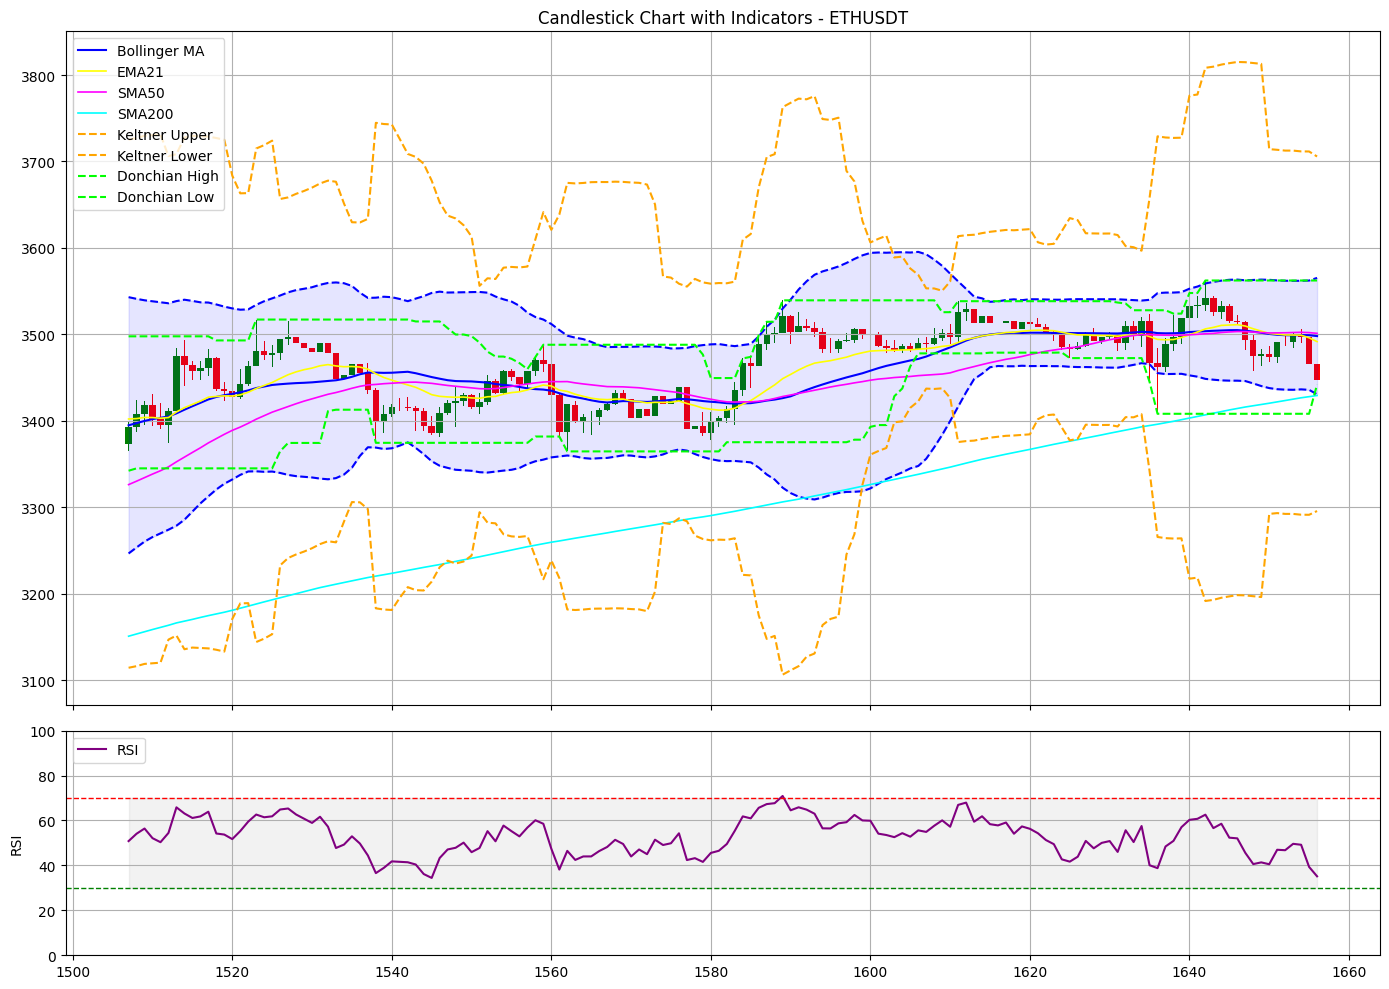 Candlestick Chart with Indicators - ETHUSDT
Bollinger MA
EMA21
SMA50
SMA200
Keltner Upper
Keltner Lower
Donchian High
Donchian Low
3800
3700
3600
3500
3400
3300
3200
3100
RSI
100
80
60
40
20
0
RSI
1500 1520 1540 1560 1580 1600 1620 1640 1660